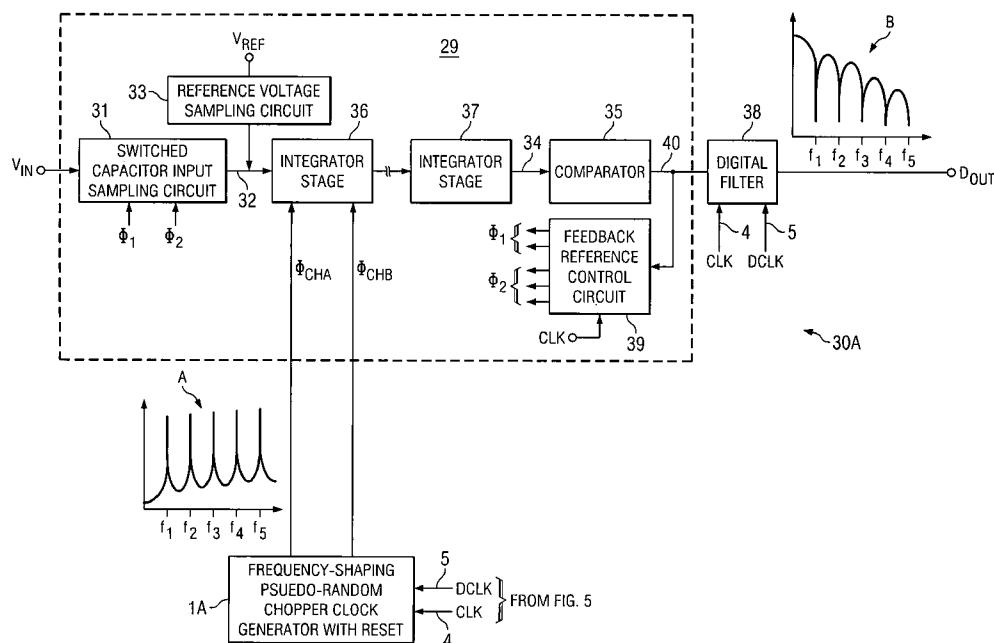 V_REF
29
B
33
REFERENCE VOLTAGE
SAMPLING CIRCUIT
31
36
37
35
38
f1 f2 f3 f4 f5
V_IN
SWITCHED
CAPACITOR INPUT
SAMPLING CIRCUIT
32
INTEGRATOR
STAGE
INTEGRATOR
STAGE
34
COMPARATOR
40
DIGITAL
FILTER
D_OUT
Φ1 Φ2
Φ_CHA
Φ_CHB
Φ1
Φ2
FEEDBACK
REFERENCE
CONTROL
CIRCUIT
4
5
CLK DCLK
CLK
39
30A
A
f1 f2 f3 f4 f5
1A
FREQUENCY-SHAPING
PSUEDO-RANDOM
CHOPPER CLOCK
GENERATOR WITH RESET
5
DCLK
CLK
4
FROM FIG. 5